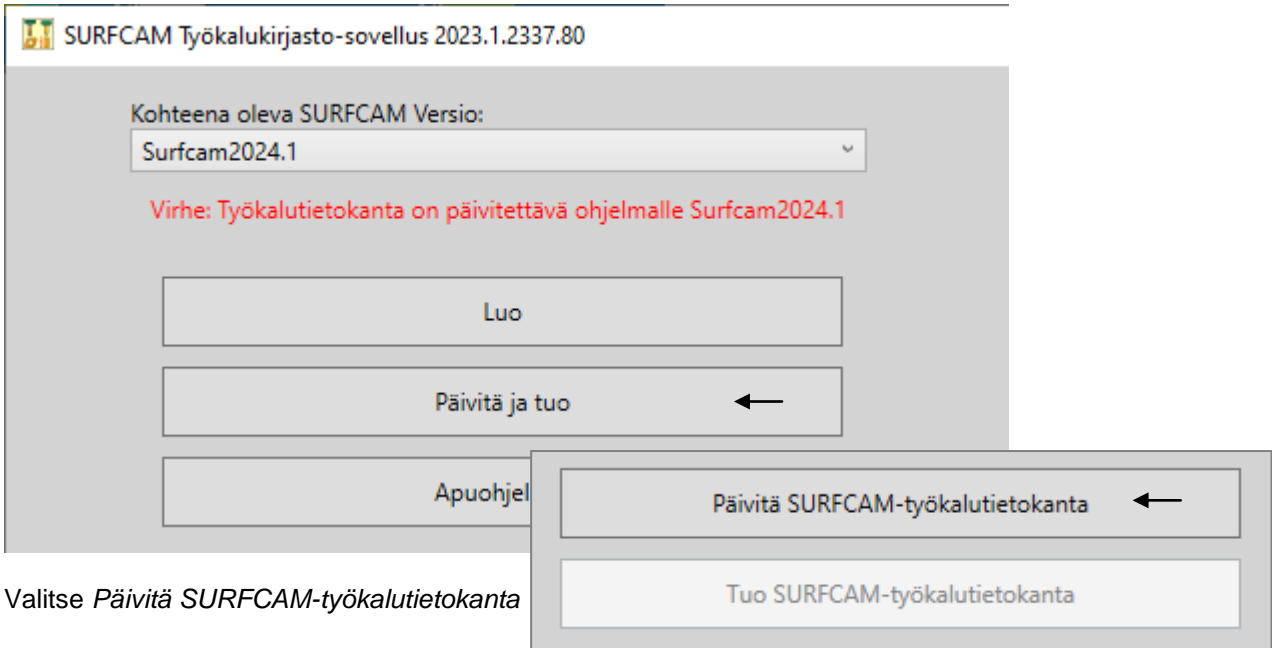 SURFCAM Työkalukirjasto-sovellus 2023.1.2337.80
Kohteena oleva SURFCAM Versio:
Surfcam2024.1
Virhe: Työkalutietokanta on päivitettävä ohjelmalle Surfcam2024.1
Luo
Päivitä ja tuo
Apuohjel
Päivitä SURFCAM-työkalutietokanta
Tuo SURFCAM-työkalutietokanta
Valitse Päivitä SURFCAM-työkalutietokanta